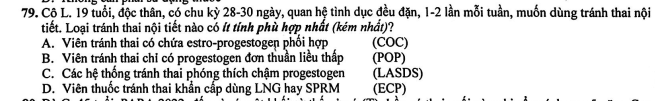 79. Cô L. 19 tuổi, độc thân, có chu kỳ 28-30 ngày, quan hệ tình dục đều đặn, 1-2 lần mỗi tuần, muốn dùng tránh thai nội
tiết. Loại tránh thai nội tiết nào có ít tính phù hợp nhất (kém nhất)?
A. Viên tránh thai có chứa estro-progestogen phối hợp (COC)
B. Viên tránh thai chỉ có progestogen đơn thuần liều thấp (POP)
C. Các hệ thống tránh thai phóng thích chậm progestogen (LASDS)
D. Viên thuốc tránh thai khẩn cấp dùng LNG hay SPRM (ECP)